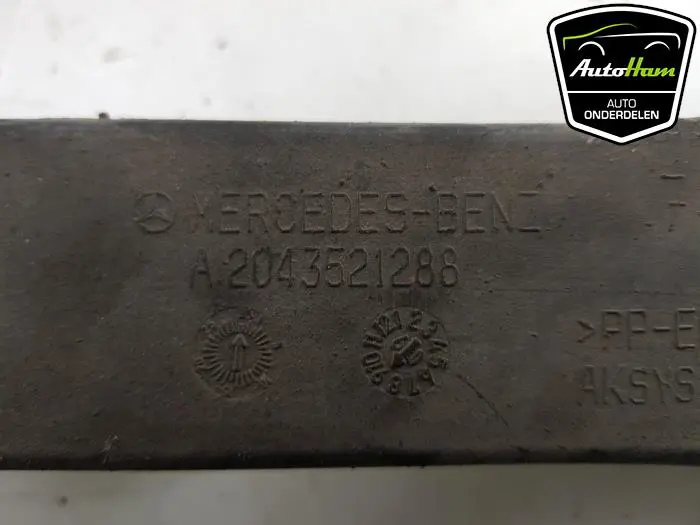 AutoHam
AUTO
ONDERDELEN
MERCEDES-BENZ
A 2043521288
>PP-E
AKSYS